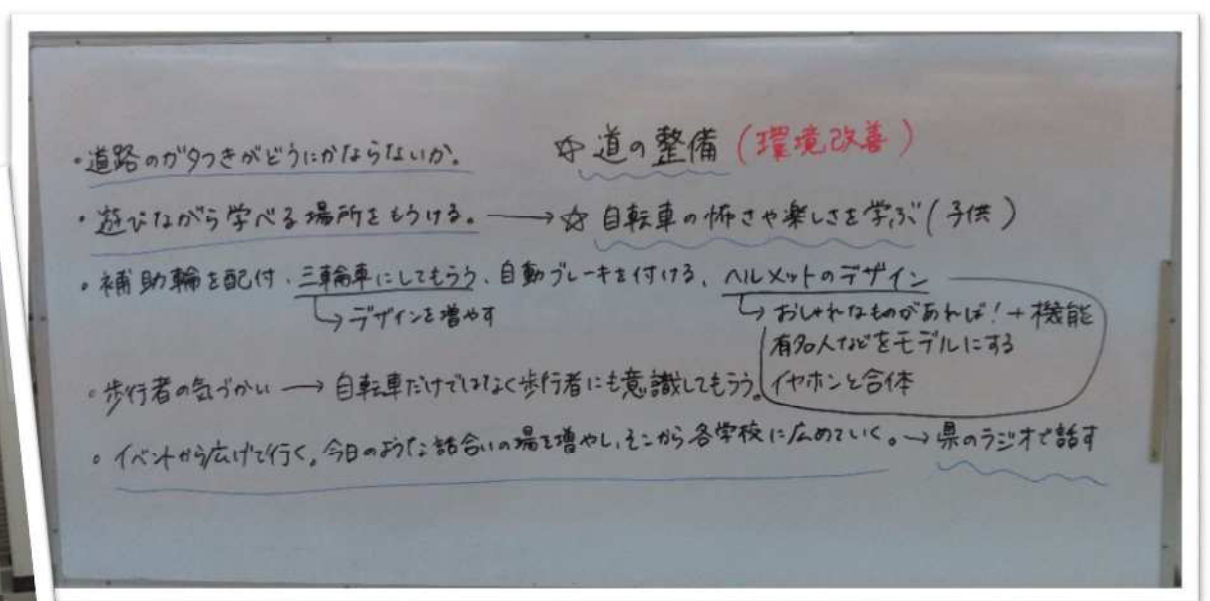 ・道路のガタつきがどうにかならないか。 ☆道の整備(環境改善)
・遊びながら学べる場所をもうける。→☆自転車の怖さや楽しさを学ぶ(子供)
・補助輪を配付、三輪車にしてもらう、自動ブレーキを付ける、ヘルメットのデザイン
↳デザインを増やす ↳おしゃれなものがあれば!+機能
有名人などをモデルにする
イヤホンと合体
・歩行者の気づかい→自転車だけではなく歩行者にも意識してもらう。
・イベントから広げて行く。今日のような話合いの場を増やし、そこから各学校に広めていく。→県のラジオで話す